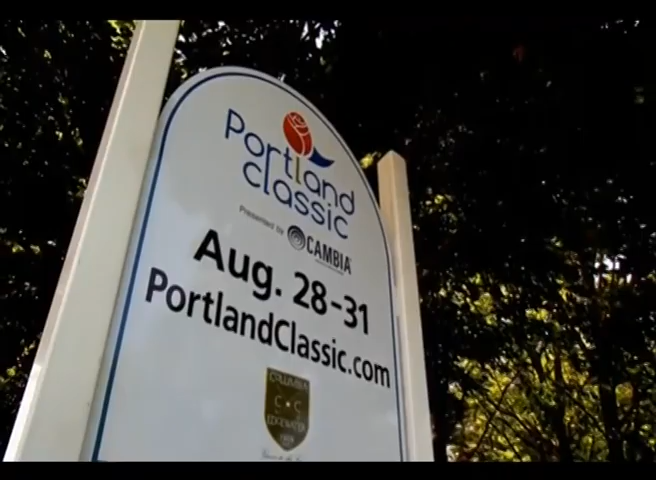 Portland
classic
Presented by CAMBIA
Aug. 28-31
PortlandClassic.com
COLUMBIA
C C
EDGEWATER